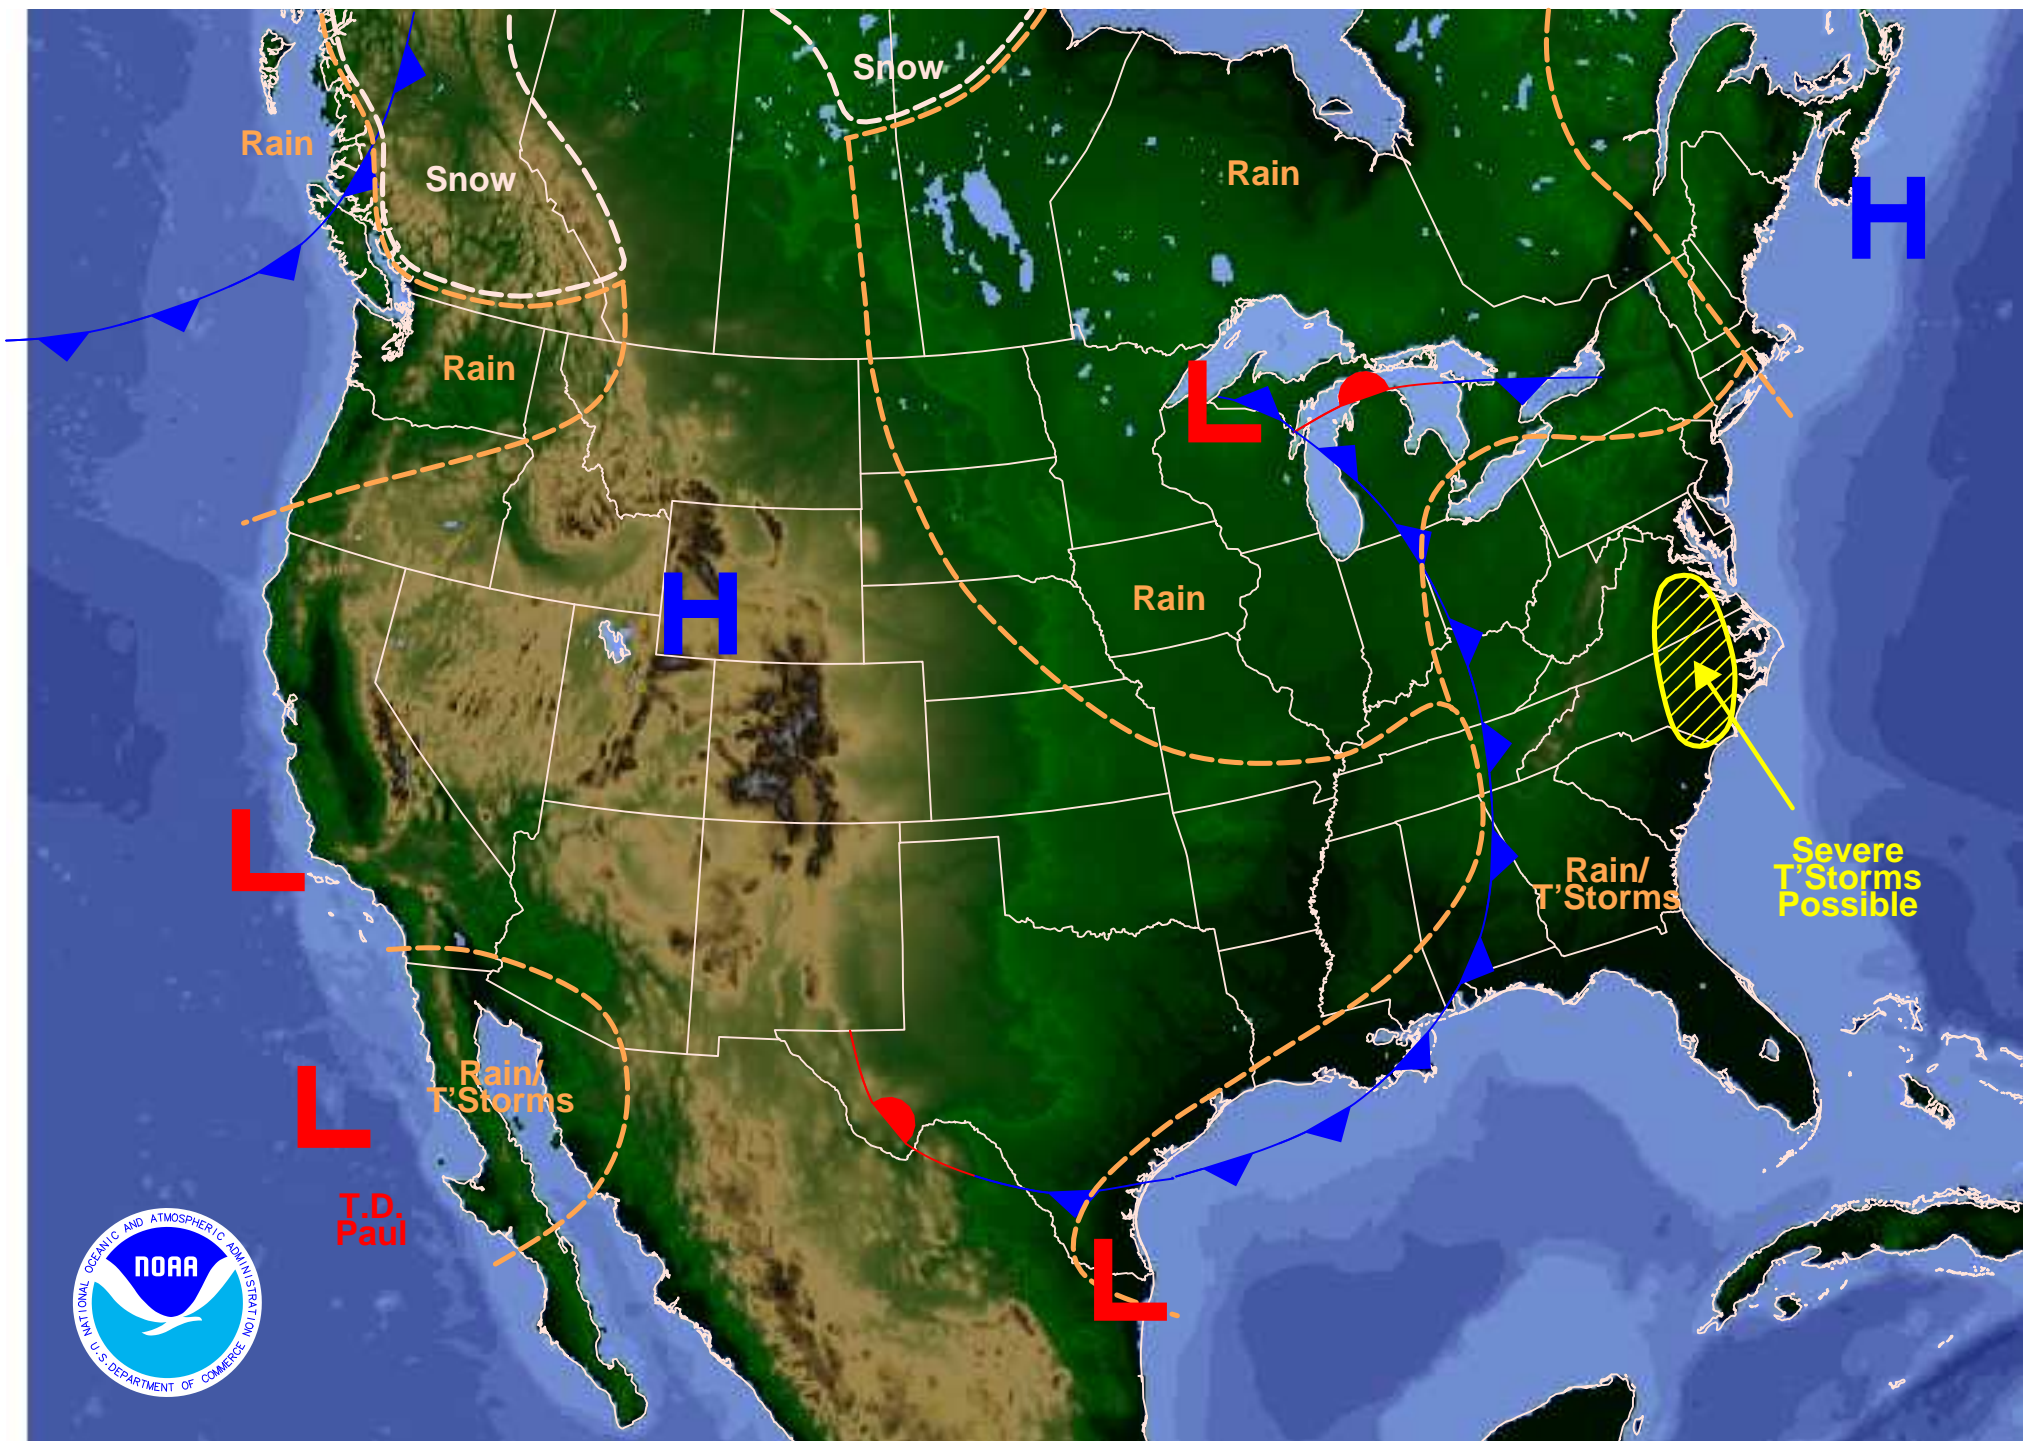 Snow
Rain
Rain
Snow
H
Rain
L
H
Rain
L
Severe
T'Storms
Possible
Rain/
T'Storms
L
Rain/
T'Storms
T.D.
Paul
L
NATIONAL OCEANIC AND ATMOSPHERIC ADMINISTRATION
NOAA
U.S. DEPARTMENT OF COMMERCE